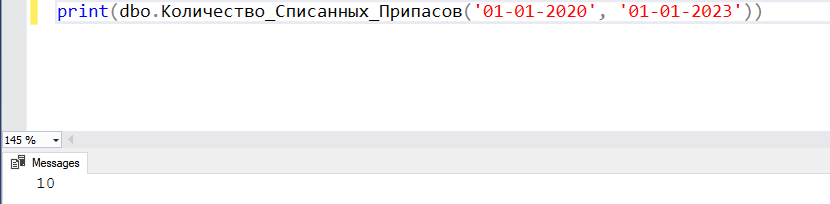 print(dbo.Количество_Списанных_Припасов('01-01-2020', '01-01-2023'))
145 %
Messages
10